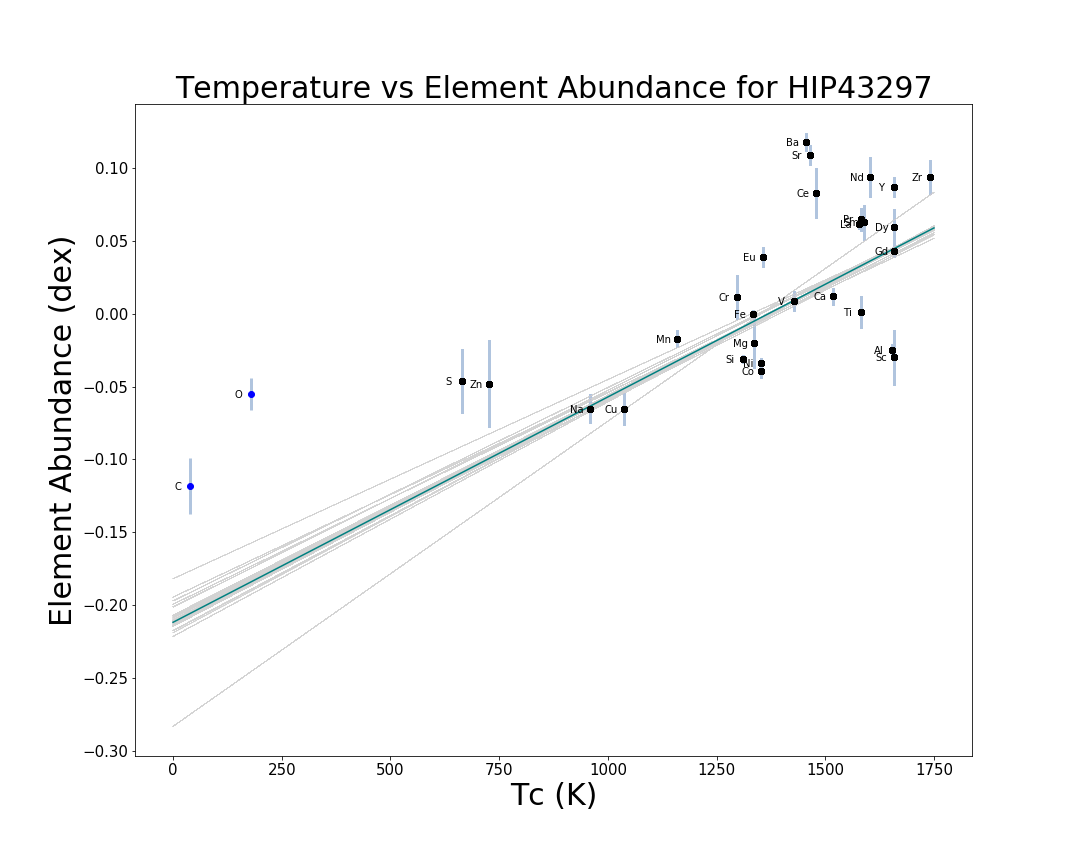 Temperature vs Element Abundance for HIP43297
Element Abundance (dex)
0.10
0.05
0.00
−0.05
−0.10
−0.15
−0.20
−0.25
−0.30
Ba
Sr
Ce
Nd
Y
Zr
Pr
La
Dy
Gd
Eu
Cr
V
Ca
Fe
Ti
Mn
Mg
Al
Sc
Si
Ni
Co
S
Zn
O
Na
Cu
C
0
250
500
750
1000
1250
1500
1750
Tc (K)